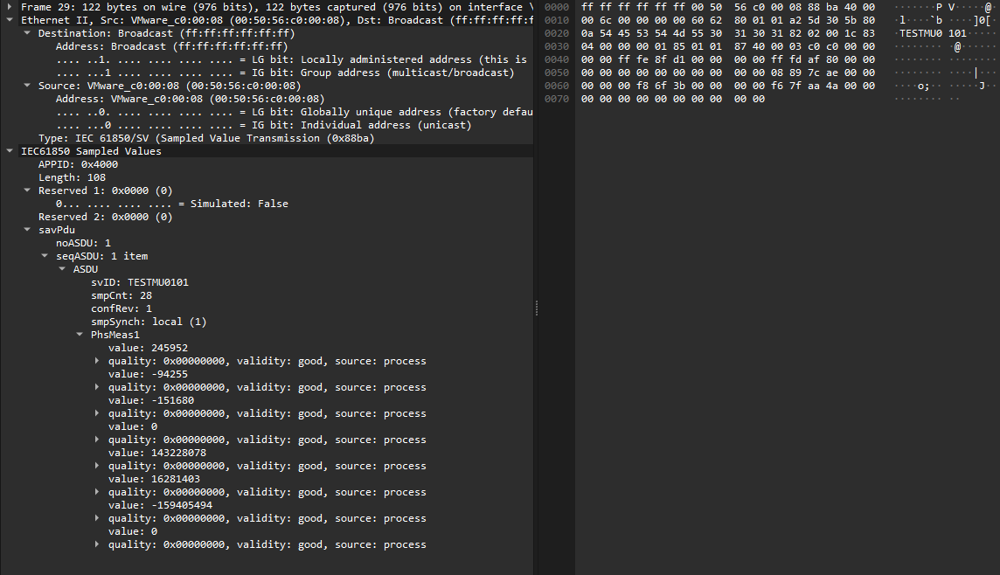 Frame 29: 122 bytes on wire (976 bits), 122 bytes captured (976 bits) on interface \
Ethernet II, Src: VMware_c0:00:08 (00:50:56:c0:00:08), Dst: Broadcast (ff:ff:ff:ff:ff:f
Destination: Broadcast (ff:ff:ff:ff:ff:ff)
Address: Broadcast (ff:ff:ff:ff:ff:ff)
.... ..1. .... .... .... .... = LG bit: Locally administered address (this is
.... ...1 .... .... .... .... = IG bit: Group address (multicast/broadcast)
Source: VMware_c0:00:08 (00:50:56:c0:00:08)
Address: VMware_c0:00:08 (00:50:56:c0:00:08)
.... ..0. .... .... .... .... = LG bit: Globally unique address (factory defau
.... ...0 .... .... .... .... = IG bit: Individual address (unicast)
Type: IEC 61850/SV (Sampled Value Transmission (0x88ba)
IEC61850 Sampled Values
APPID: 0x4000
Length: 108
Reserved 1: 0x0000 (0)
0... .... .... .... = Simulated: False
Reserved 2: 0x0000 (0)
savPdu
noASDU: 1
seqASDU: 1 item
ASDU
svID: TESTMU0101
smpCnt: 28
confRev: 1
smpSynch: local (1)
PhsMeas1
value: 245952
quality: 0x00000000, validity: good, source: process
value: -94255
quality: 0x00000000, validity: good, source: process
value: -151680
quality: 0x00000000, validity: good, source: process
value: 0
quality: 0x00000000, validity: good, source: process
value: 143228078
quality: 0x00000000, validity: good, source: process
value: 16281403
quality: 0x00000000, validity: good, source: process
value: -159405494
quality: 0x00000000, validity: good, source: process
value: 0
quality: 0x00000000, validity: good, source: process
0000 ff ff ff ff ff ff 00 50 56 c0 00 08 88 ba 40 00 ·······P V·····@·
0010 00 6c 00 00 00 00 60 62 80 01 01 a2 5d 30 5b 80 ·l····`b ····]0[·
0020 0a 54 45 53 54 4d 55 30 31 30 31 82 02 00 1c 83 ·TESTMU0 101·····
0030 04 00 00 00 01 85 01 01 87 40 00 03 c0 c0 00 00 ········ ·@······
0040 00 00 ff fe 8f d1 00 00 00 00 ff fd af 80 00 00 ········ ········
0050 00 00 00 00 00 00 00 00 00 00 08 89 7c ae 00 00 ········ ····|···
0060 00 00 00 f8 6f 3b 00 00 00 00 f6 7f aa 4a 00 00 ····o;·· ·····J··
0070 00 00 00 00 00 00 00 00 00 00 ········ ··